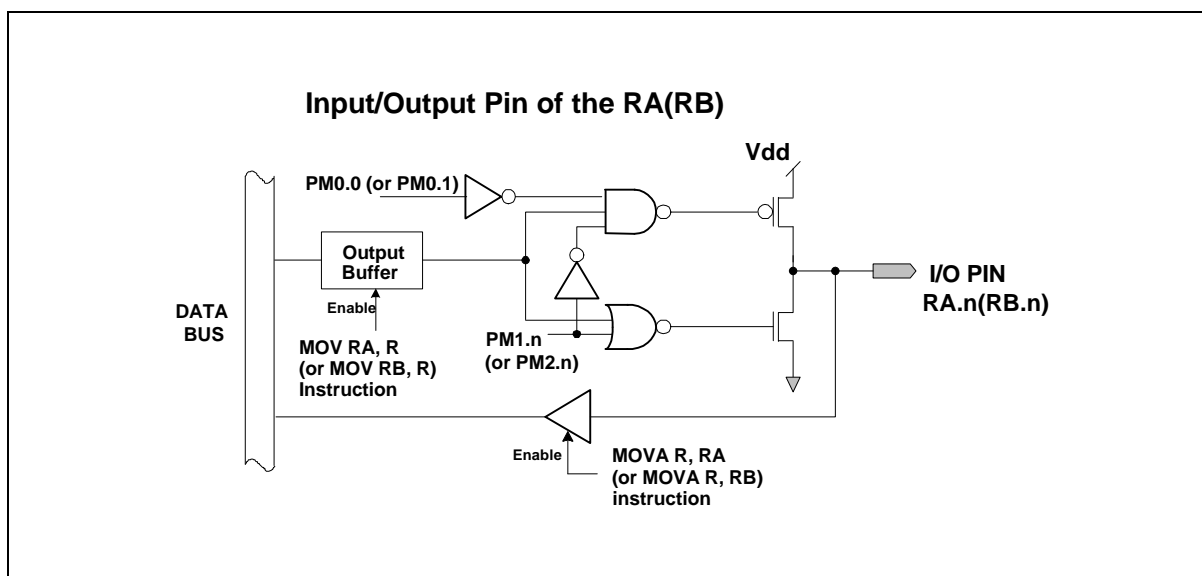 Input/Output Pin of the RA(RB)
Vdd
PM0.0 (or PM0.1)
Output
Buffer
I/O PIN
RA.n(RB.n)
Enable
DATA
BUS
PM1.n
(or PM2.n)
MOV RA, R
(or MOV RB, R)
Instruction
Enable
MOVA R, RA
(or MOVA R, RB)
instruction